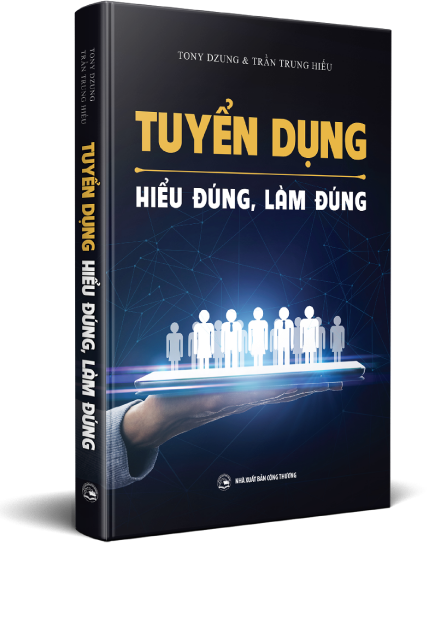 TONY DZUNG & TRẦN TRUNG HIẾU
TUYỂN DỤNG
HIỂU ĐÚNG, LÀM ĐÚNG
NHÀ XUẤT BẢN CÔNG THƯƠNG
TONY DZUNG
TRẦN TRUNG HIẾU
TUYỂN DỤNG HIỂU ĐÚNG, LÀM ĐÚNG